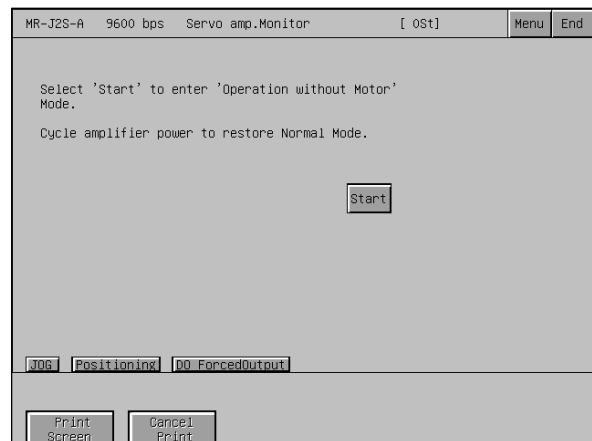 MR-J2S-A 9600 bps Servo amp.Monitor [ 0St] Menu End
Select 'Start' to enter 'Operation without Motor'
Mode.
Cycle amplifier power to restore Normal Mode.
Start
JOG Positioning DO ForcedOutput
Print Cancel
Screen Print